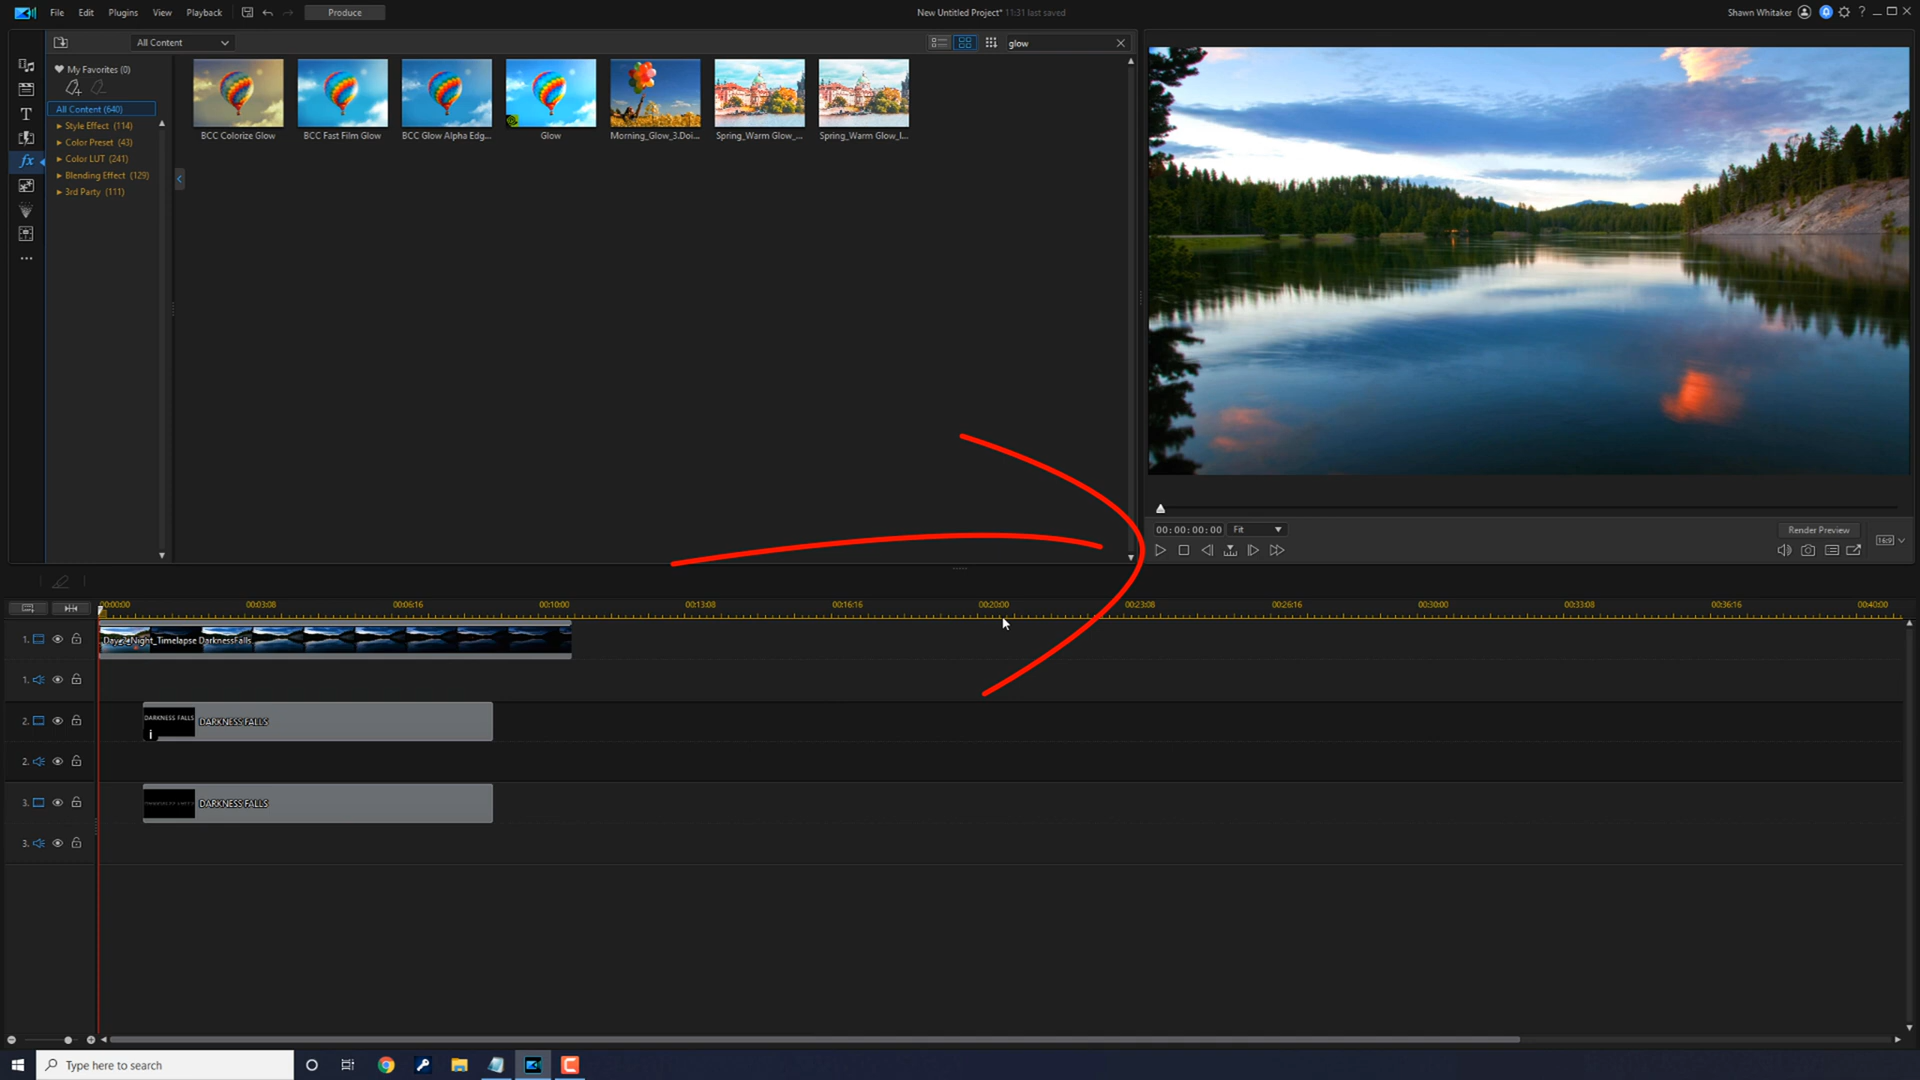 File Edit Plugins View Playback Produce New Untitled Project* 11:31 last saved Shawn Whitaker ?
All Content glow
My Favorites (0)
All Content (640)
Style Effect (114)
Color Preset (43)
Color LUT (241)
Blending Effect (129)
3rd Party (111)
BCC Colorize Glow BCC Fast Film Glow BCC Glow Alpha Edg... Glow Morning_Glow_3.Doi... Spring_Warm Glow_... Spring_Warm Glow_I...
T
fx
00:00:00:00 Fit Render Preview
16:9
00:00:00 00:03:08 00:06:16 00:10:00 00:13:08 00:16:16 00:20:00 00:23:08 00:26:16 00:30:00 00:33:08 00:36:16 00:40:00
1. Day2Night_Timelapse DarknessFalls
1.
2. DARKNESS FALLS DARKNESS FALLS
i
2.
3. DARKNESS FALLS
3.
Type here to search